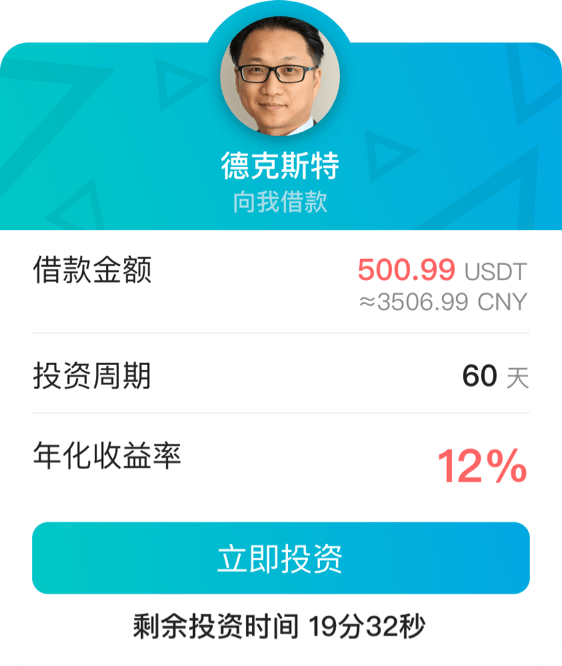 德克斯特
向我借款
借款金额 500.99 USDT
≈3506.99 CNY
投资周期 60 天
年化收益率 12%
立即投资
剩余投资时间 19分32秒